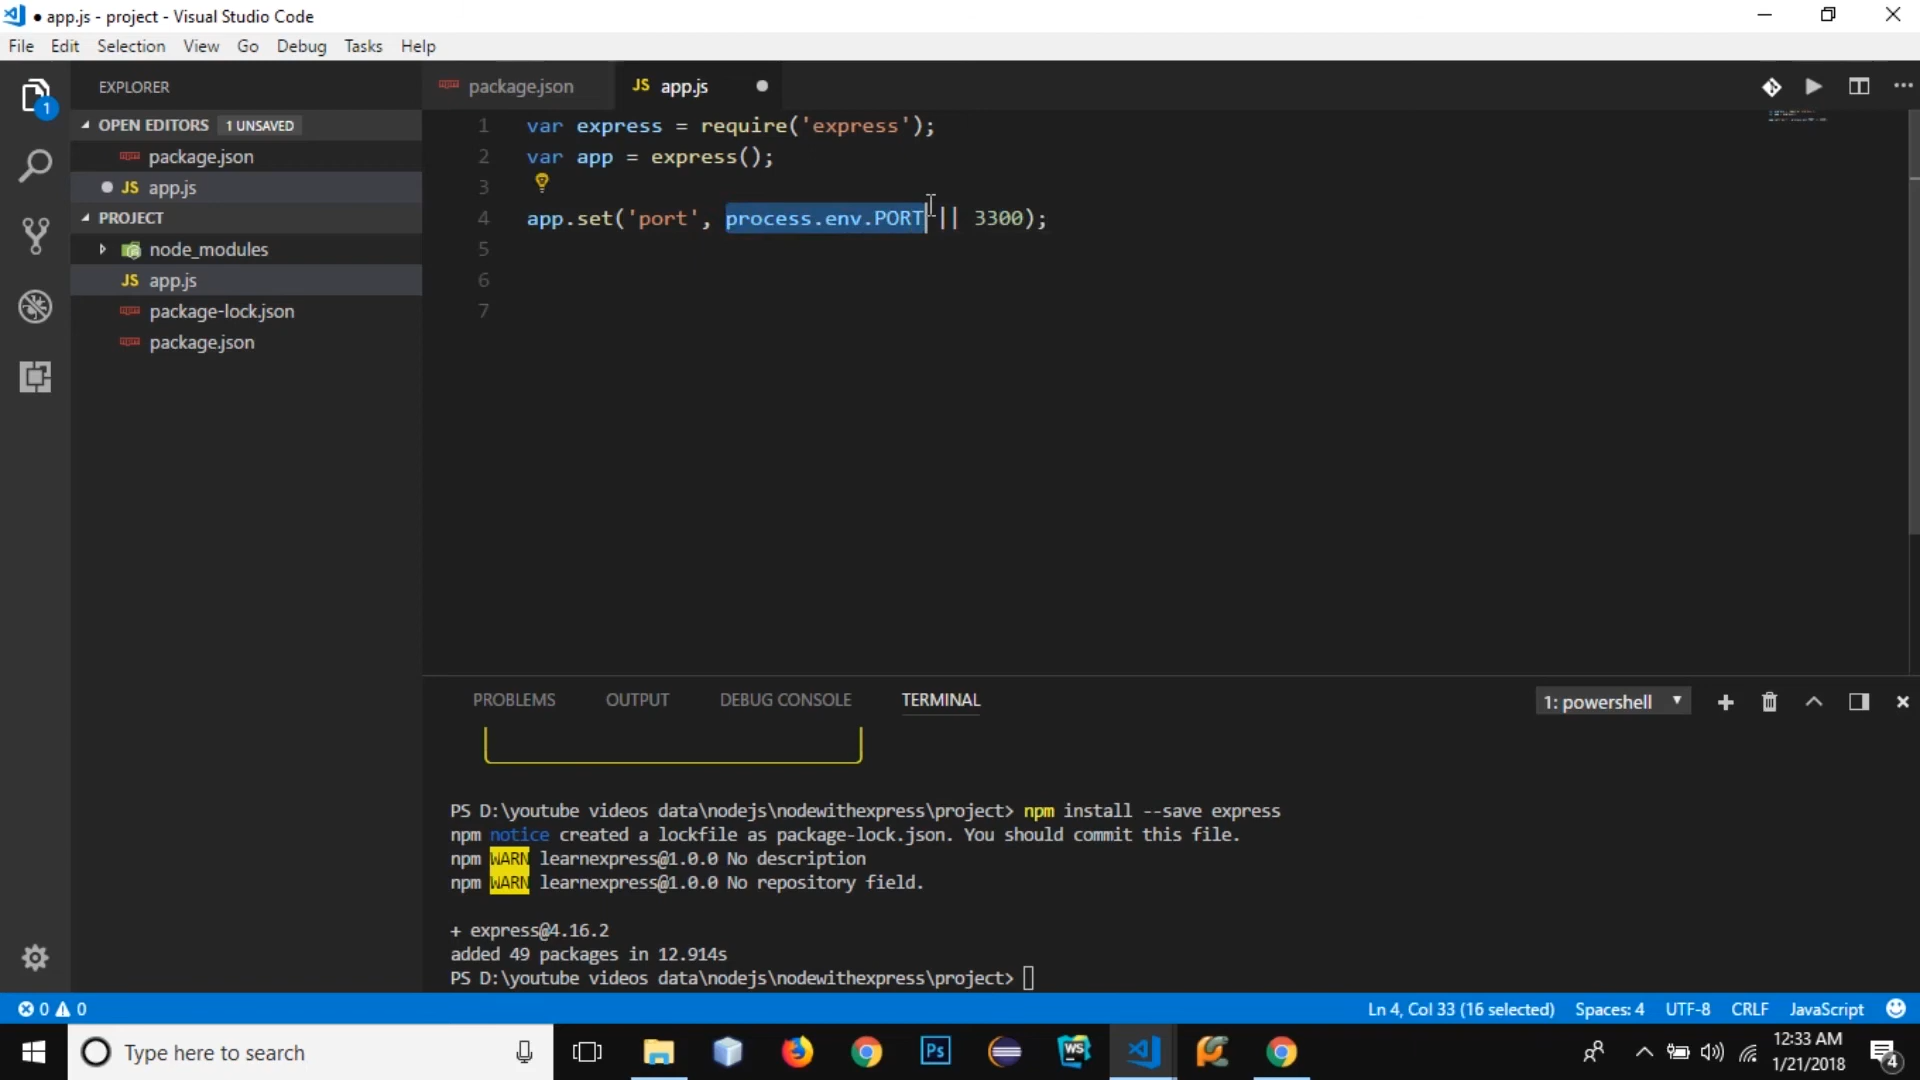 ● app.js - project - Visual Studio Code
File Edit Selection View Go Debug Tasks Help
EXPLORER
OPEN EDITORS 1 UNSAVED
package.json
JS app.js
PROJECT
node_modules
JS app.js
package-lock.json
package.json
1
package.json JS app.js
1 var express = require('express');
2 var app = express();
3
4 app.set('port', process.env.PORT || 3300);
5
6
7
PROBLEMS OUTPUT DEBUG CONSOLE TERMINAL 1: powershell
PS D:\youtube videos data\nodejs\nodewithexpress\project> npm install --save express
npm notice created a lockfile as package-lock.json. You should commit this file.
npm WARN learnexpress@1.0.0 No description
npm WARN learnexpress@1.0.0 No repository field.
+ express@4.16.2
added 49 packages in 12.914s
PS D:\youtube videos data\nodejs\nodewithexpress\project>
0 0 Ln 4, Col 33 (16 selected) Spaces: 4 UTF-8 CRLF JavaScript
Type here to search Ps WS 12:33 AM
1/21/2018 4